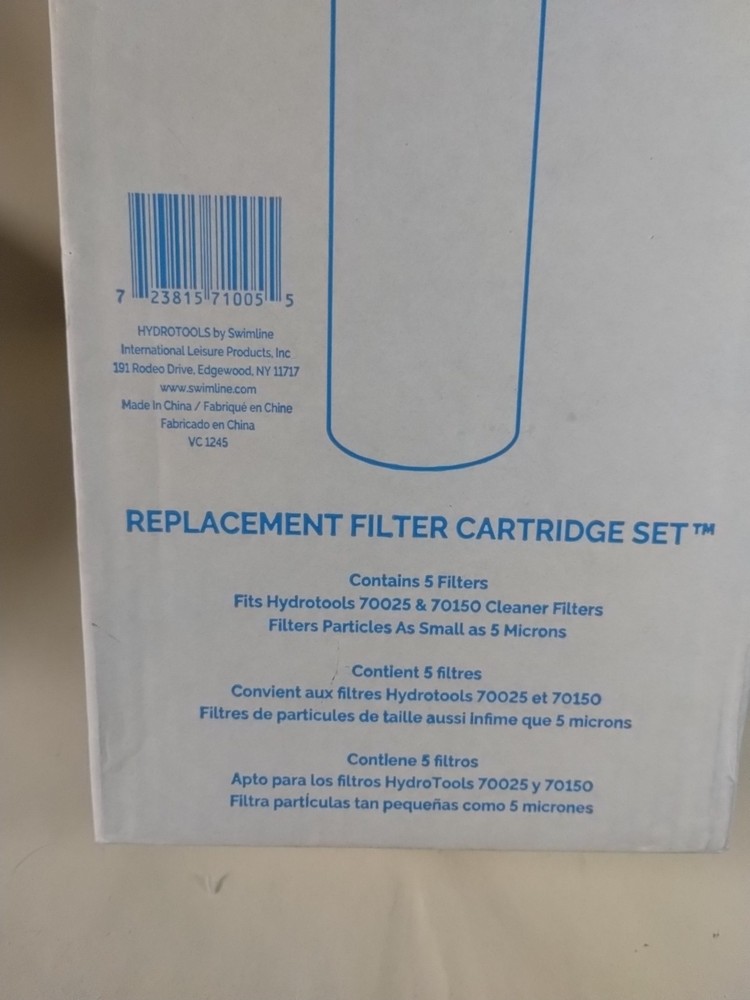 7 23815 71005 5
HYDROTOOLS by Swimline
International Leisure Products, Inc
191 Rodeo Drive, Edgewood, NY 11717
www.swimline.com
Made In China / Fabriqué en Chine
Fabricado en China
VC 1245
REPLACEMENT FILTER CARTRIDGE SET™
Contains 5 Filters
Fits Hydrotools 70025 & 70150 Cleaner Filters
Filters Particles As Small as 5 Microns
Contient 5 filtres
Convient aux filtres Hydrotools 70025 et 70150
Filtres de particules de taille aussi infime que 5 microns
Contiene 5 filtros
Apto para los filtros HydroTools 70025 y 70150
Filtra partículas tan pequeñas como 5 micrones